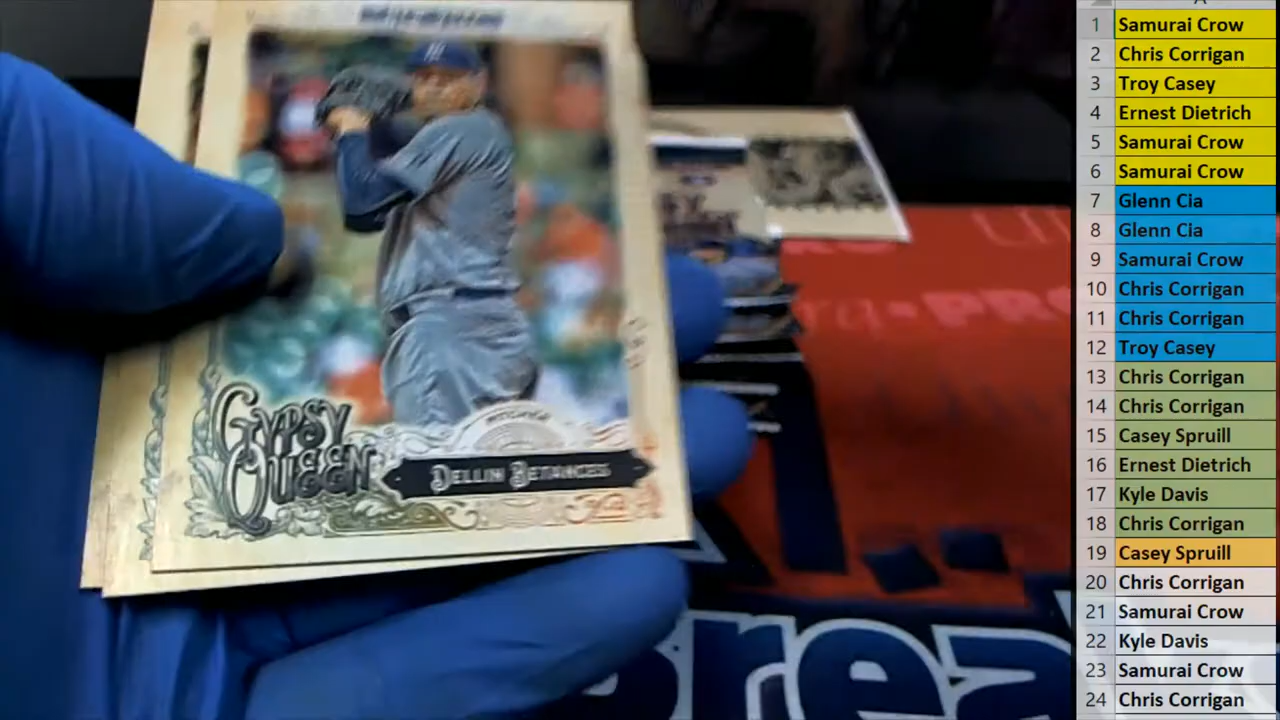 GYPSY
QUEEN
PITCHER
DELLIN BETANCES
PRO
Brea
A
1 Samurai Crow
2 Chris Corrigan
3 Troy Casey
4 Ernest Dietrich
5 Samurai Crow
6 Samurai Crow
7 Glenn Cia
8 Glenn Cia
9 Samurai Crow
10 Chris Corrigan
11 Chris Corrigan
12 Troy Casey
13 Chris Corrigan
14 Chris Corrigan
15 Casey Spruill
16 Ernest Dietrich
17 Kyle Davis
18 Chris Corrigan
19 Casey Spruill
20 Chris Corrigan
21 Samurai Crow
22 Kyle Davis
23 Samurai Crow
24 Chris Corrigan